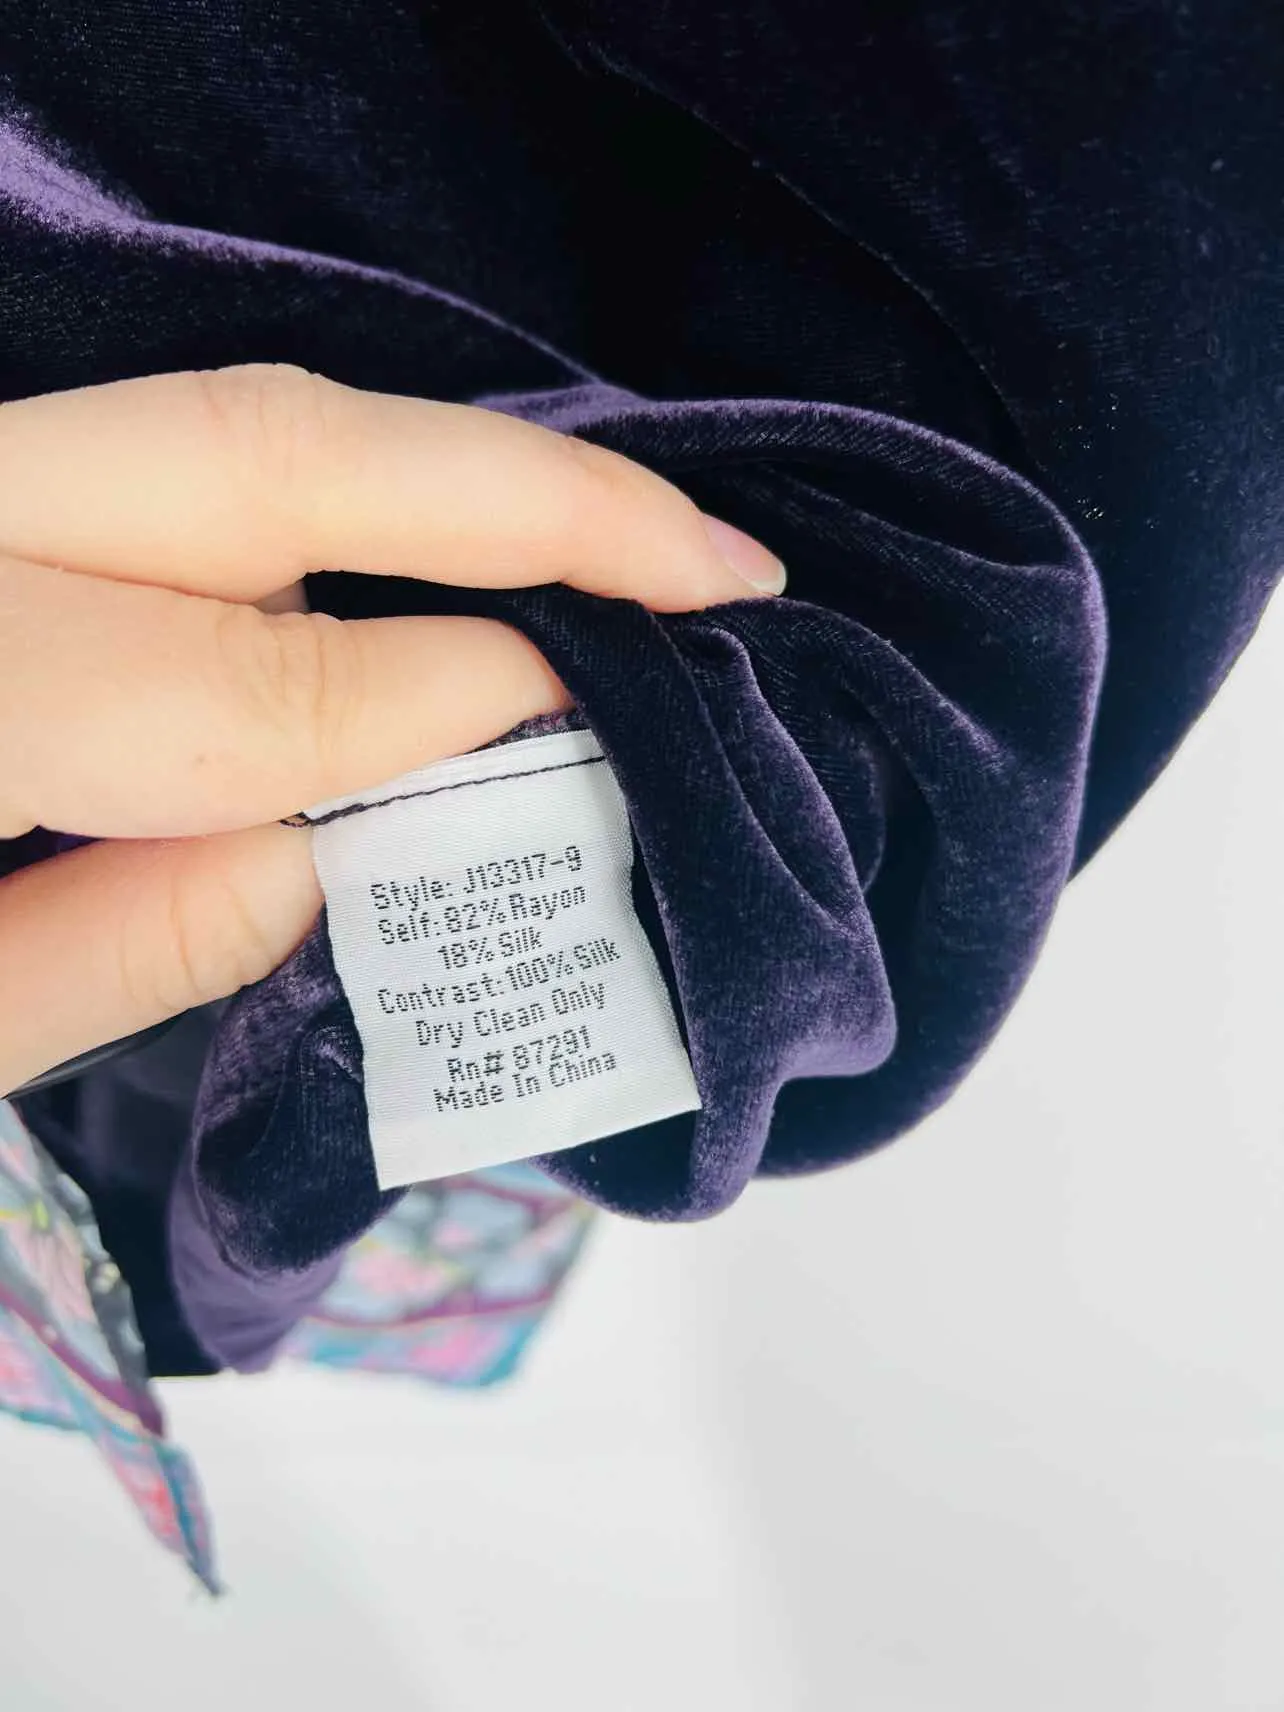 Style: J13317-9
Self: 82% Rayon
18% Silk
Contrast: 100% Silk
Dry Clean Only
Rn# 87291
Made In China